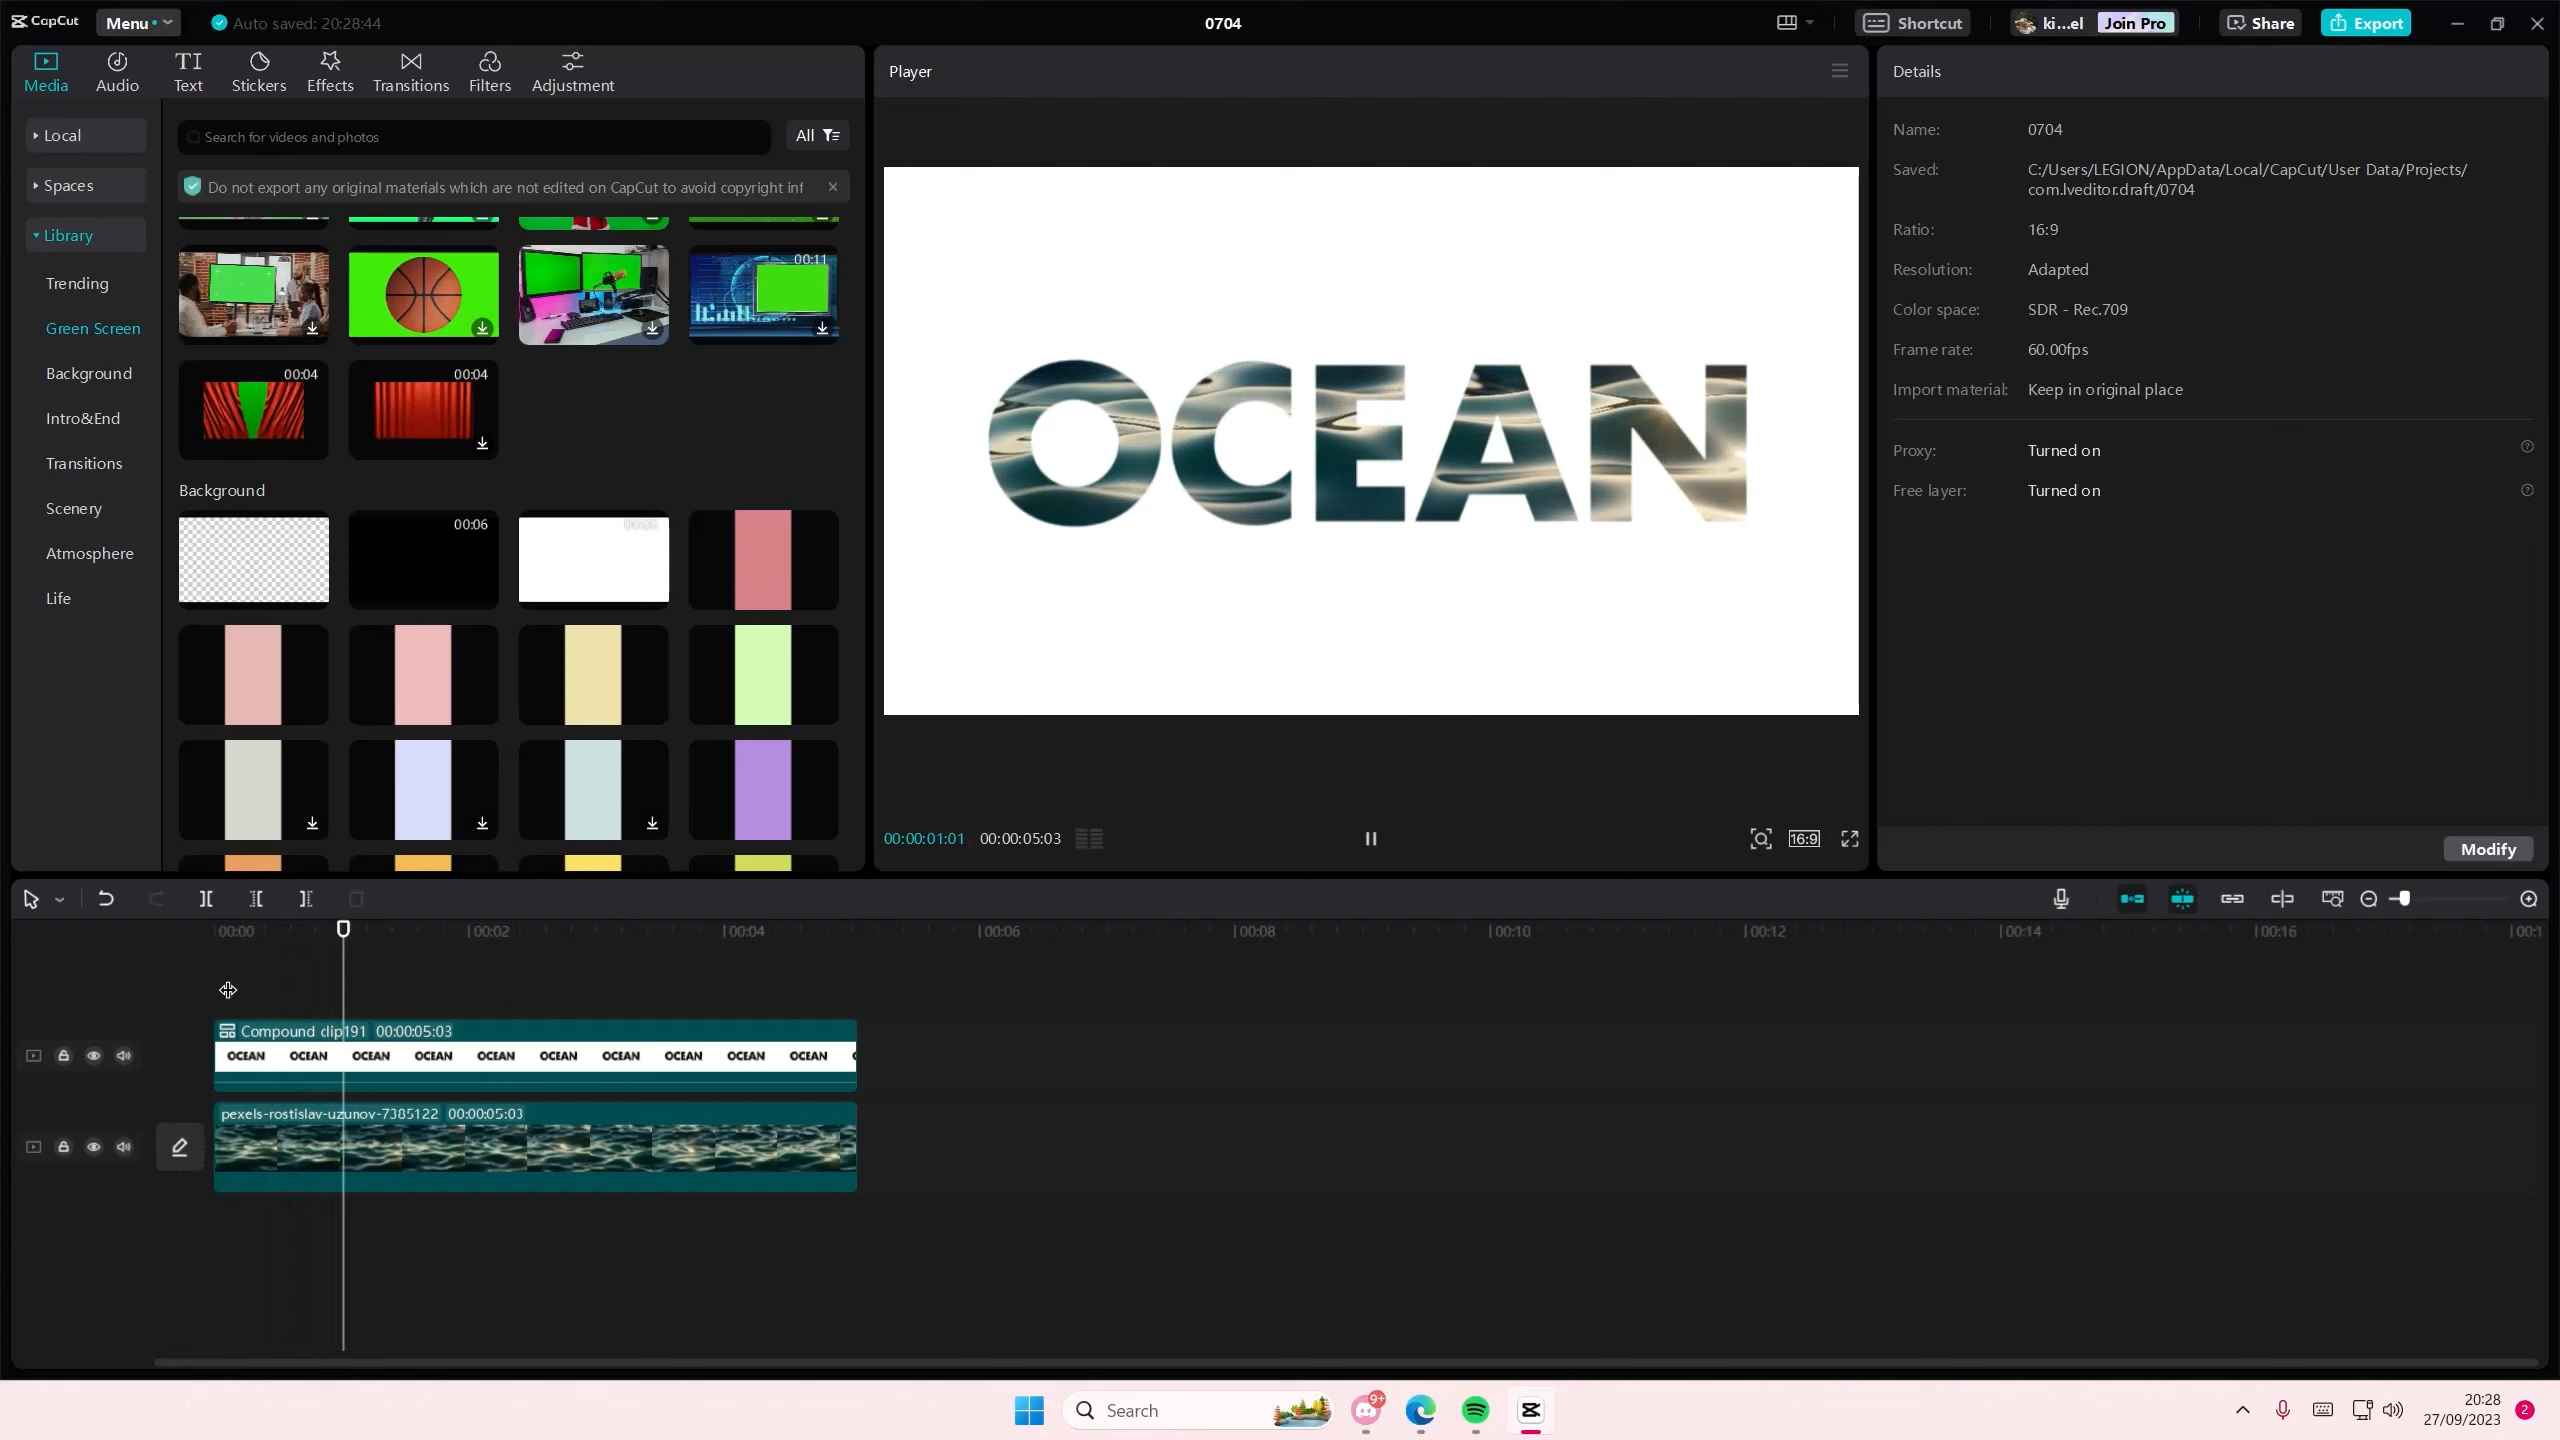 CapCut
Menu
Auto saved: 20:28:44
0704
Shortcut
ki...el
Join Pro
Share
Export
Media
Audio
Text
Stickers
Effects
Transitions
Filters
Adjustment
Local
Spaces
Library
Trending
Green Screen
Background
Intro&End
Transitions
Scenery
Atmosphere
Life
Search for videos and photos
All
Do not export any original materials which are not edited on CapCut to avoid copyright inf
00:11
00:04
00:04
Background
00:06
Player
OCEAN
00:00:01:01
00:00:05:03
16:9
Details
Name:
0704
Saved:
C:/Users/LEGION/AppData/Local/CapCut/User Data/Projects/
com.lveditor.draft/0704
Ratio:
16:9
Resolution:
Adapted
Color space:
SDR - Rec.709
Frame rate:
60.00fps
Import material:
Keep in original place
Proxy:
Turned on
Free layer:
Turned on
Modify
00:00
00:02
00:04
00:06
00:08
00:10
00:12
00:14
00:16
00:1
Compound clip191 00:00:05:03
OCEAN OCEAN OCEAN OCEAN OCEAN OCEAN OCEAN OCEAN OCEAN OCEAN
pexels-rostislav-uzunov-7385122 00:00:05:03
Search
9+
20:28
27/09/2023
2